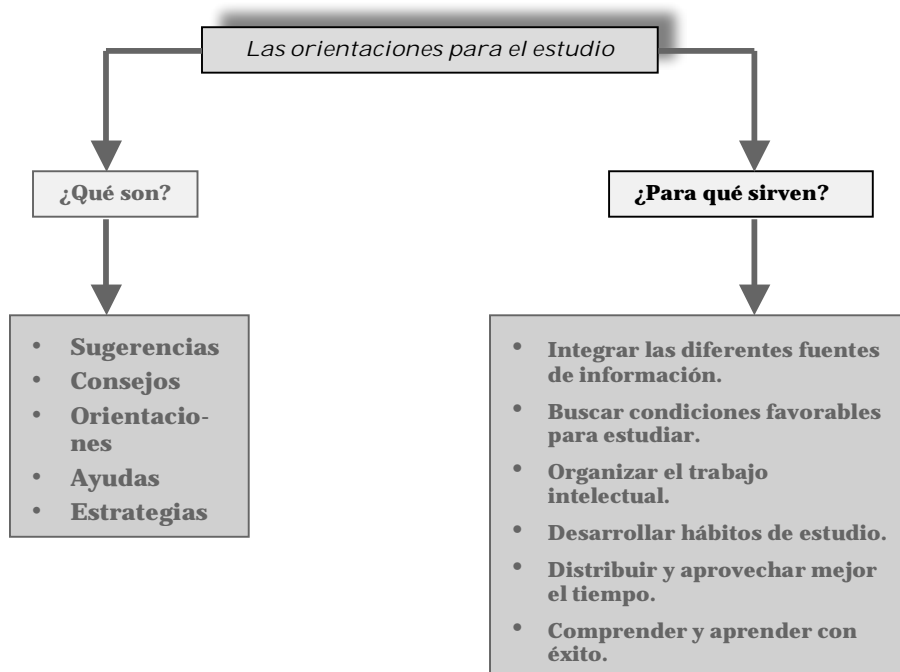 Las orientaciones para el estudio
¿Qué son?
¿Para qué sirven?
• Sugerencias
• Consejos
• Orientacio-
nes
• Ayudas
• Estrategias
• Integrar las diferentes fuentes
de información.
• Buscar condiciones favorables
para estudiar.
• Organizar el trabajo
intelectual.
• Desarrollar hábitos de estudio.
• Distribuir y aprovechar mejor
el tiempo.
• Comprender y aprender con
éxito.